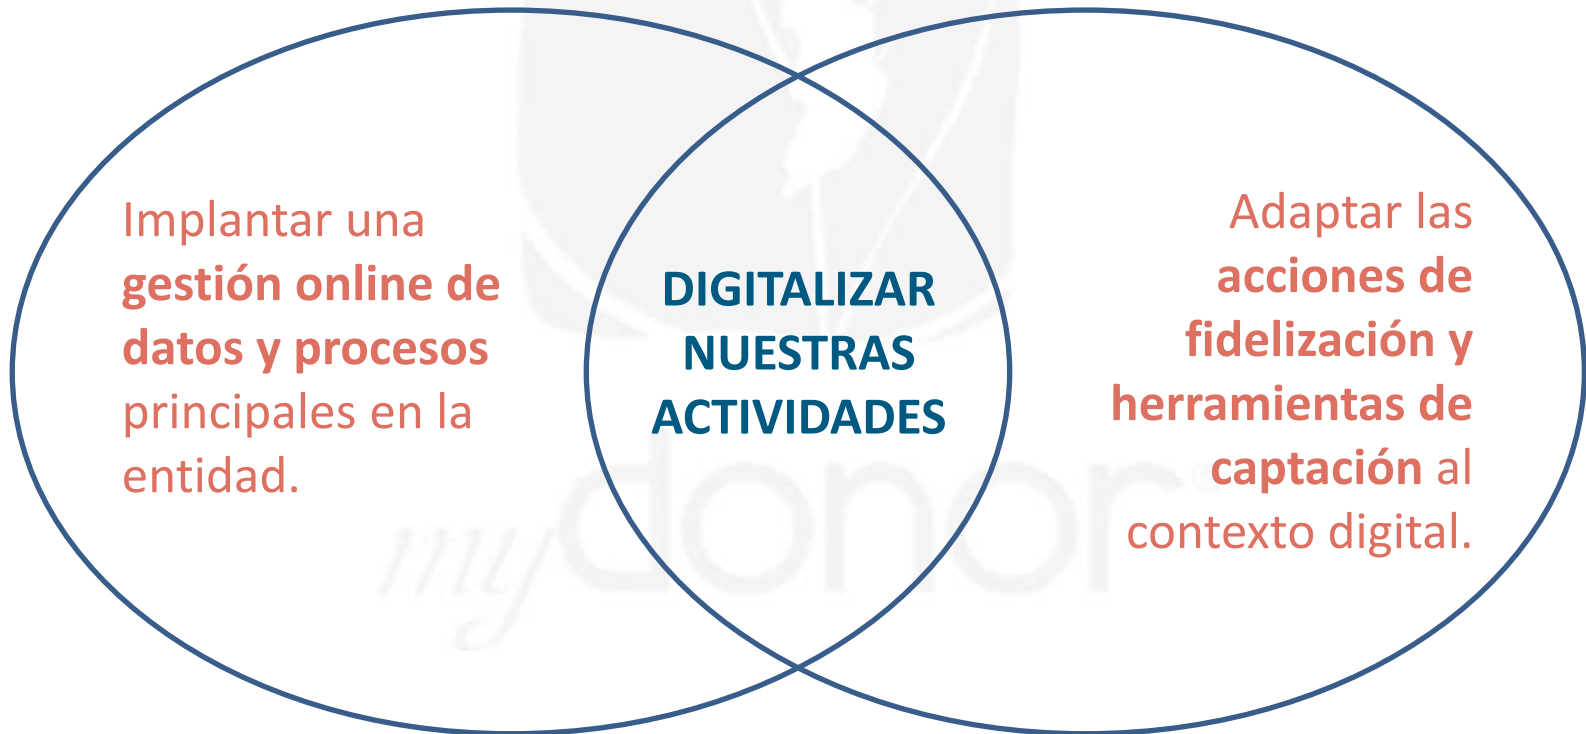 Implantar una
gestión online de
datos y procesos
principales en la
entidad.
DIGITALIZAR
NUESTRAS
ACTIVIDADES
Adaptar las
acciones de
fidelización y
herramientas de
captación al
contexto digital.
mydonor